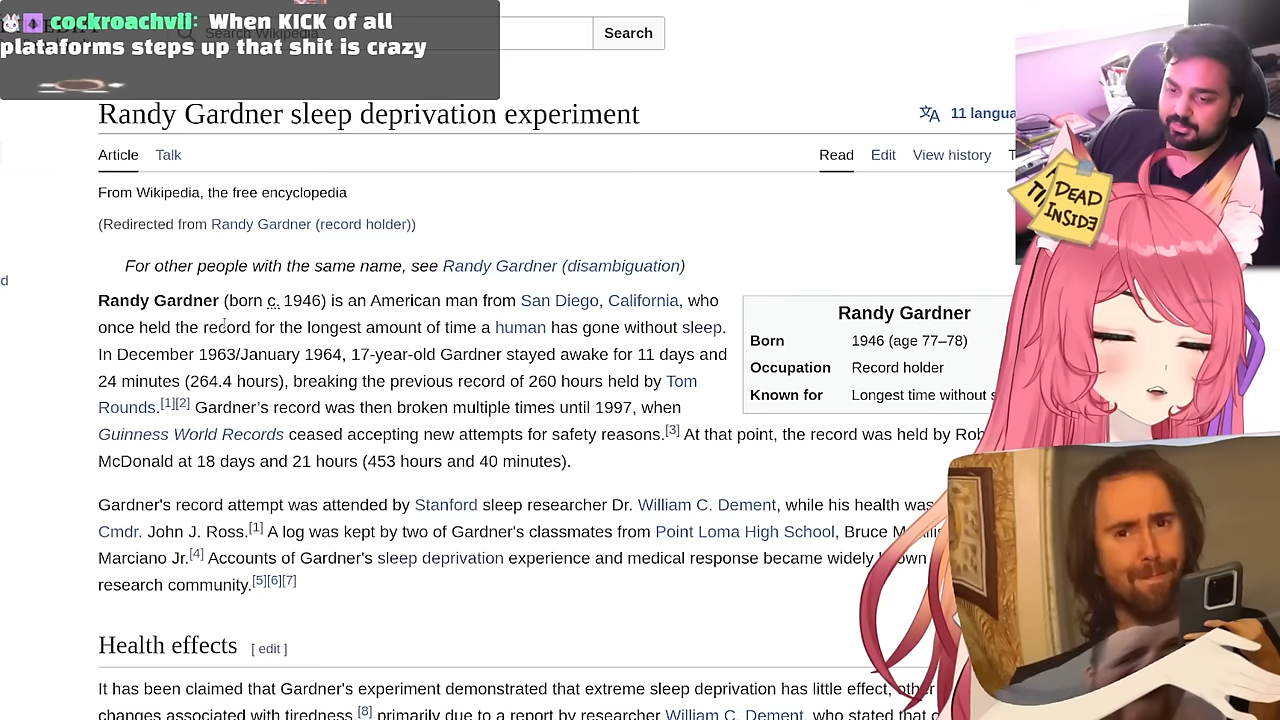 cockroachvii: When KICK of all
plataforms steps up that shit is crazy
Search Wikipedia
Search
Randy Gardner sleep deprivation experiment
11 langua
Article Talk
Read Edit View history T
From Wikipedia, the free encyclopedia
(Redirected from Randy Gardner (record holder))
d
For other people with the same name, see Randy Gardner (disambiguation)
Randy Gardner (born c. 1946) is an American man from San Diego, California, who
once held the record for the longest amount of time a human has gone without sleep.
In December 1963/January 1964, 17-year-old Gardner stayed awake for 11 days and
24 minutes (264.4 hours), breaking the previous record of 260 hours held by Tom
Rounds.[1][2] Gardner's record was then broken multiple times until 1997, when
Guinness World Records ceased accepting new attempts for safety reasons.[3] At that point, the record was held by Rob
McDonald at 18 days and 21 hours (453 hours and 40 minutes).
Randy Gardner
Born 1946 (age 77–78)
Occupation Record holder
Known for Longest time without s
Gardner's record attempt was attended by Stanford sleep researcher Dr. William C. Dement, while his health was
Cmdr. John J. Ross.[1] A log was kept by two of Gardner's classmates from Point Loma High School, Bruce
Marciano Jr.[4] Accounts of Gardner's sleep deprivation experience and medical response became widely known
research community.[5][6][7]
Health effects [ edit ]
It has been claimed that Gardner's experiment demonstrated that extreme sleep deprivation has little effect, other
changes associated with tiredness,[8] primarily due to a report by researcher William C. Dement, who stated that
DEAD
INSIDE